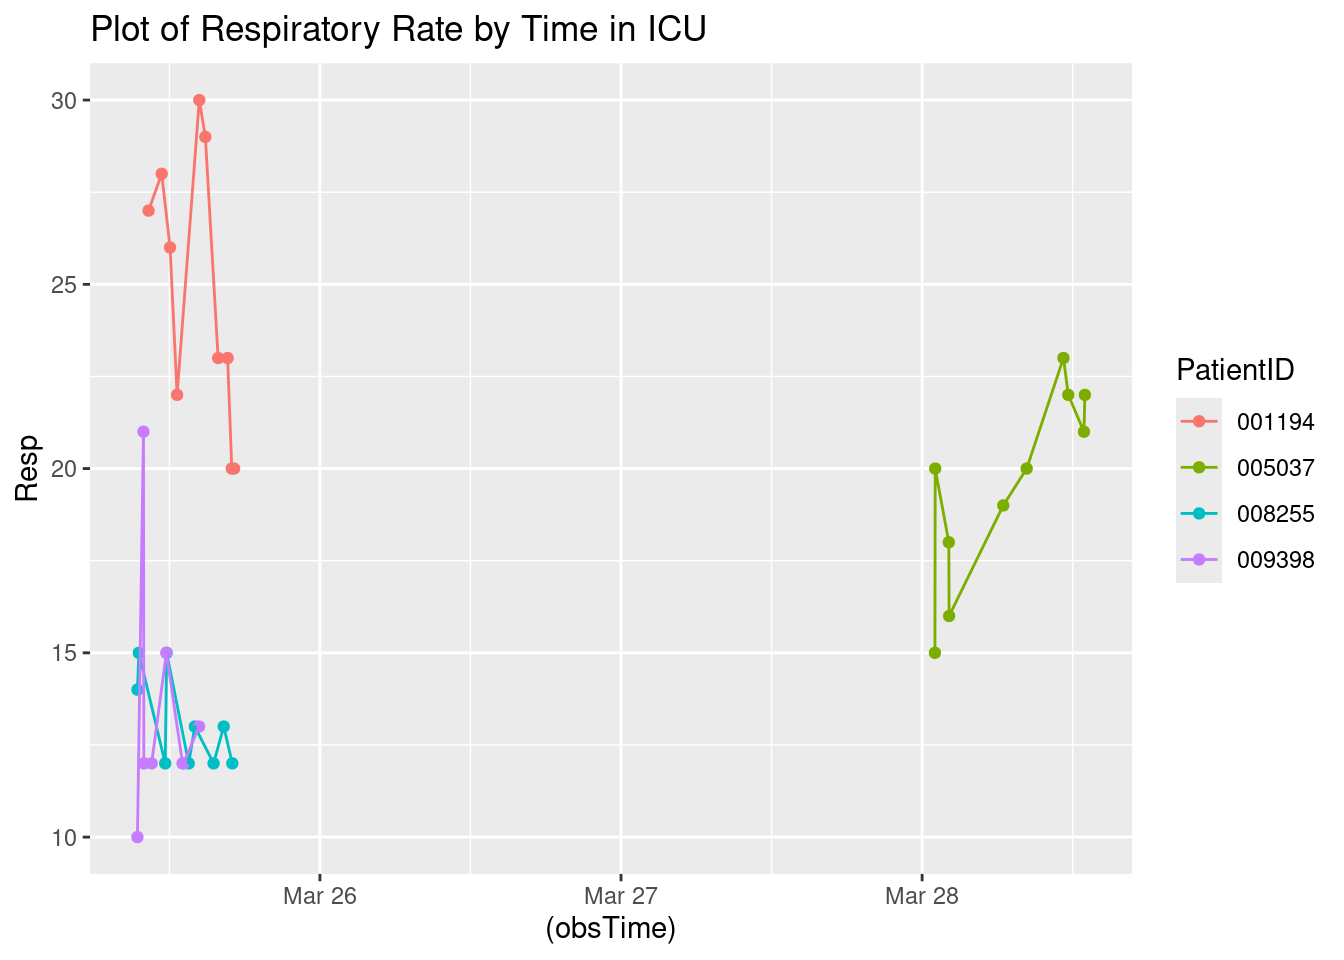 Plot of Respiratory Rate by Time in ICU
30
25
20
15
10
Resp
Mar 26
Mar 27
Mar 28
(obsTime)
PatientID
001194
005037
008255
009398